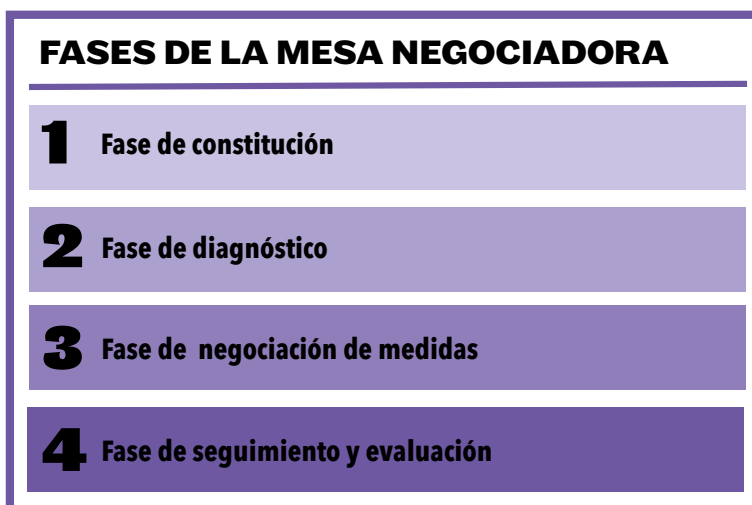 FASES DE LA MESA NEGOCIADORA
1 Fase de constitución
2 Fase de diagnóstico
3 Fase de negociación de medidas
4 Fase de seguimiento y evaluación